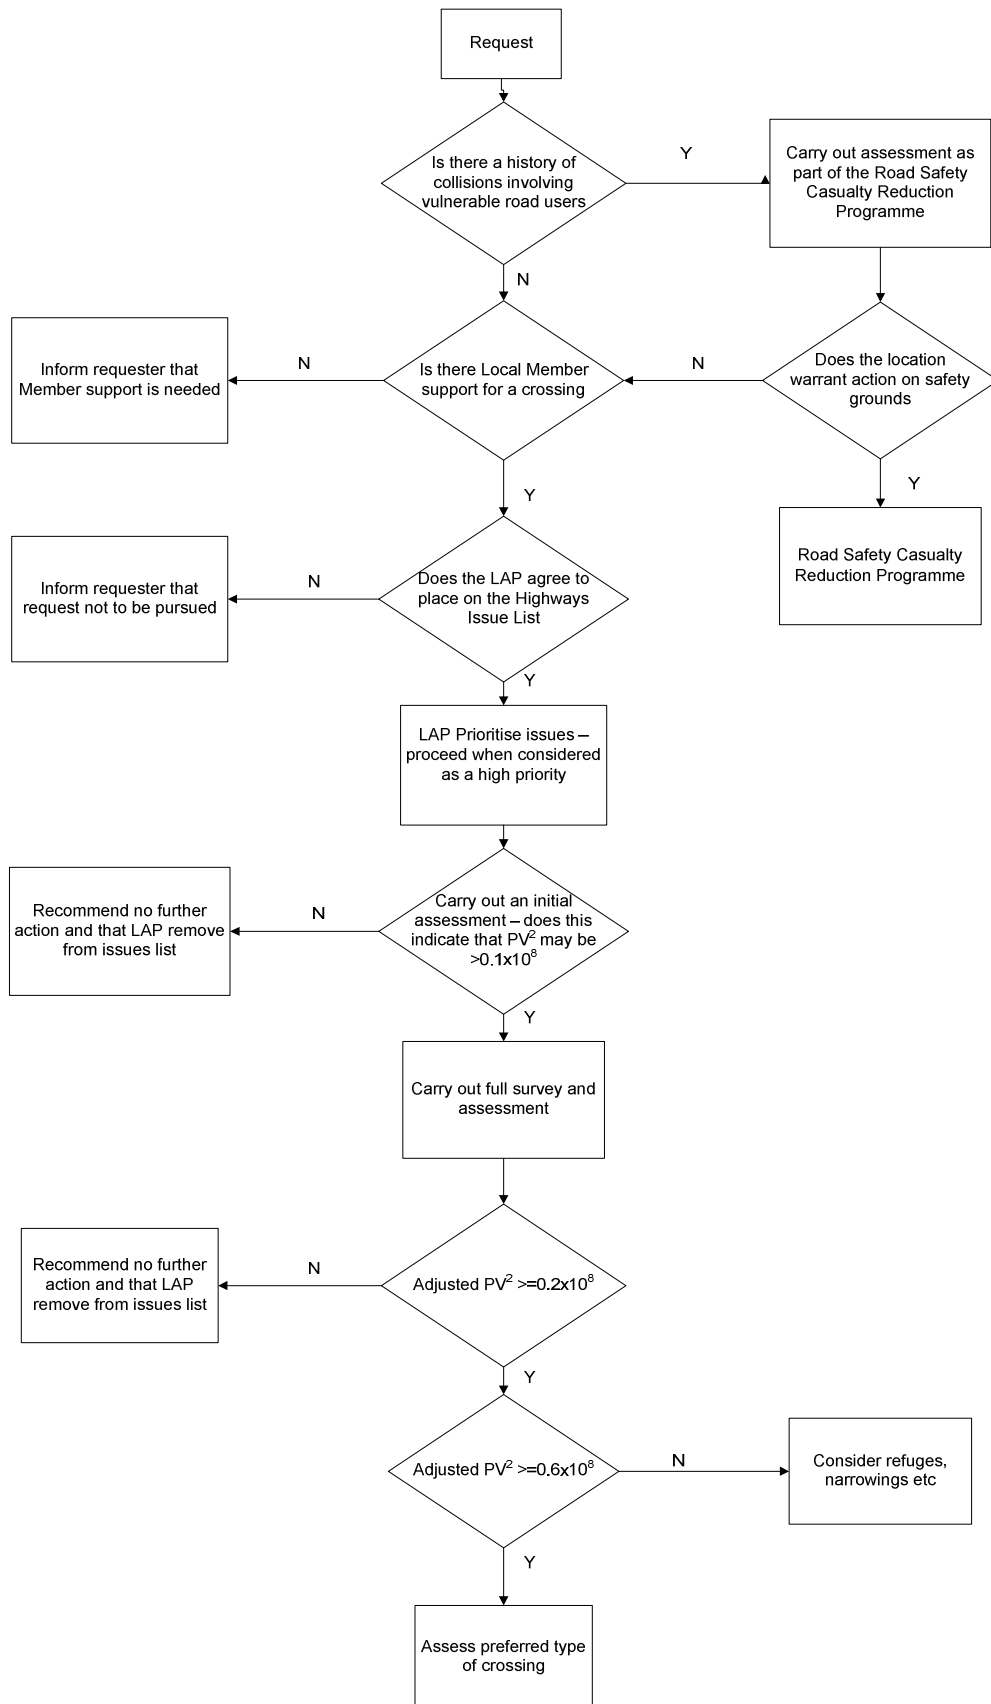 Request
Is there a history of
collisions involving
vulnerable road users
Y
Carry out assessment as
part of the Road Safety
Casualty Reduction
Programme
N
Inform requester that
Member support is needed
N
Is there Local Member
support for a crossing
N
Does the location
warrant action on safety
grounds
Y
Y
Road Safety Casualty
Reduction Programme
Inform requester that
request not to be pursued
N
Does the LAP agree to
place on the Highways
Issue List
Y
LAP Prioritise issues –
proceed when considered
as a high priority
Recommend no further
action and that LAP remove
from issues list
N
Carry out an initial
assessment – does this
indicate that PV² may be
>0.1x10⁸
Y
Carry out full survey and
assessment
Recommend no further
action and that LAP
remove from issues list
N
Adjusted PV² >=0.2x10⁸
Y
Adjusted PV² >=0.6x10⁸
N
Consider refuges,
narrowings etc
Y
Assess preferred type
of crossing